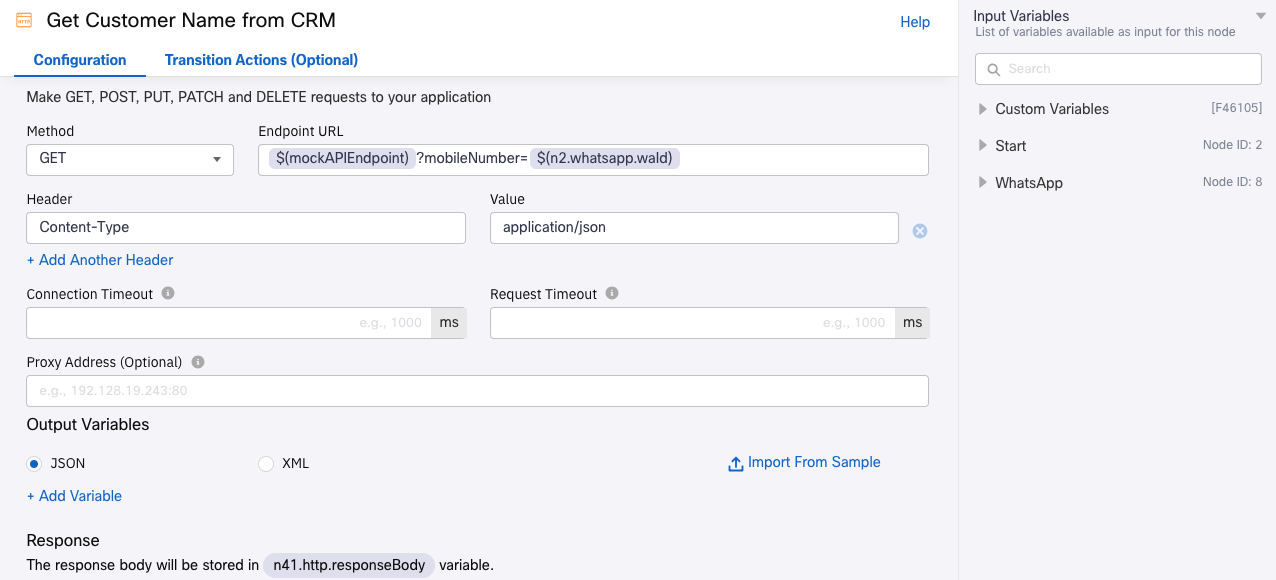 Get Customer Name from CRM
Help
Configuration Transition Actions (Optional)
Make GET, POST, PUT, PATCH and DELETE requests to your application
Method Endpoint URL
GET $(mockAPIEndpoint) ?mobileNumber= $(n2.whatsapp.wald)
Header Value
Content-Type application/json
+ Add Another Header
Connection Timeout Request Timeout
e.g., 1000 ms e.g., 1000 ms
Proxy Address (Optional)
e.g., 192.128.19.243:80
Output Variables
JSON XML Import From Sample
+ Add Variable
Response
The response body will be stored in n41.http.responseBody variable.
Input Variables
List of variables available as input for this node
Search
Custom Variables [F46105]
Start Node ID: 2
WhatsApp Node ID: 8